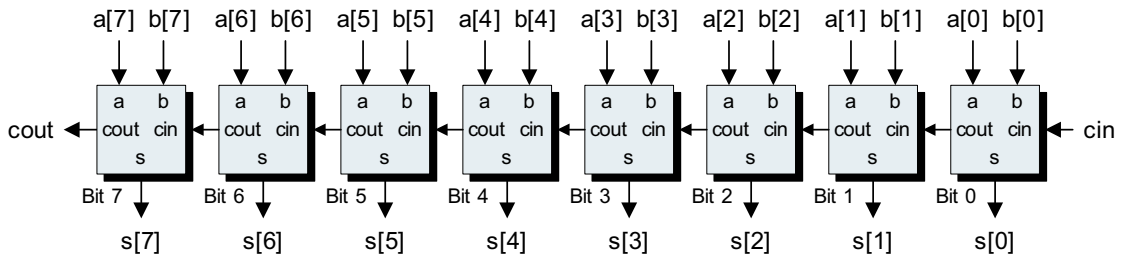 a[7] b[7] a[6] b[6] a[5] b[5] a[4] b[4] a[3] b[3] a[2] b[2] a[1] b[1] a[0] b[0]
a b a b a b a b a b a b a b a b
cout cout cin cout cin cout cin cout cin cout cin cout cin cout cin cout cin cin
s s s s s s s s
Bit 7 Bit 6 Bit 5 Bit 4 Bit 3 Bit 2 Bit 1 Bit 0
s[7] s[6] s[5] s[4] s[3] s[2] s[1] s[0]